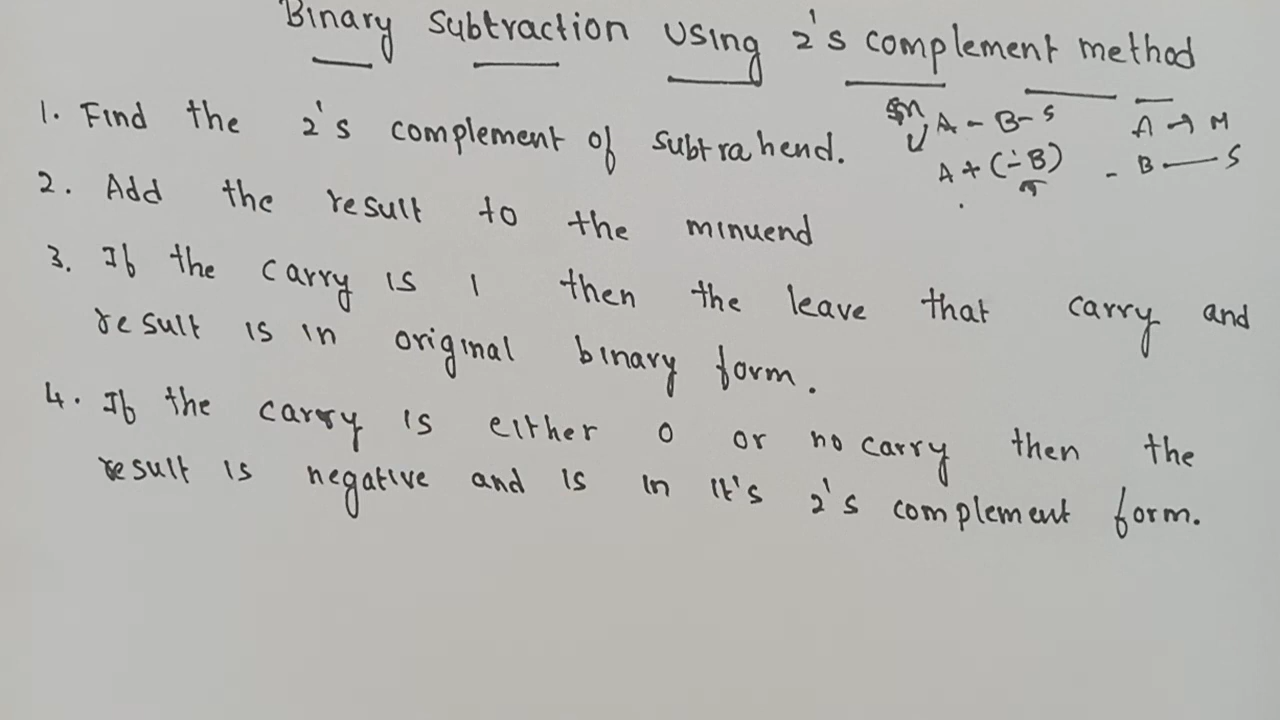 Binary Subtraction Using 2's complement method
1. Find the 2's complement of subtrahend.
A - B - S
A → M
A + (-B)
- B — S
2. Add the result to the minuend
3. If the carry is 1 then the leave that carry and
result is in original binary form.
4. If the carry is either 0 or no carry then the
result is negative and is in it's 2's complement form.